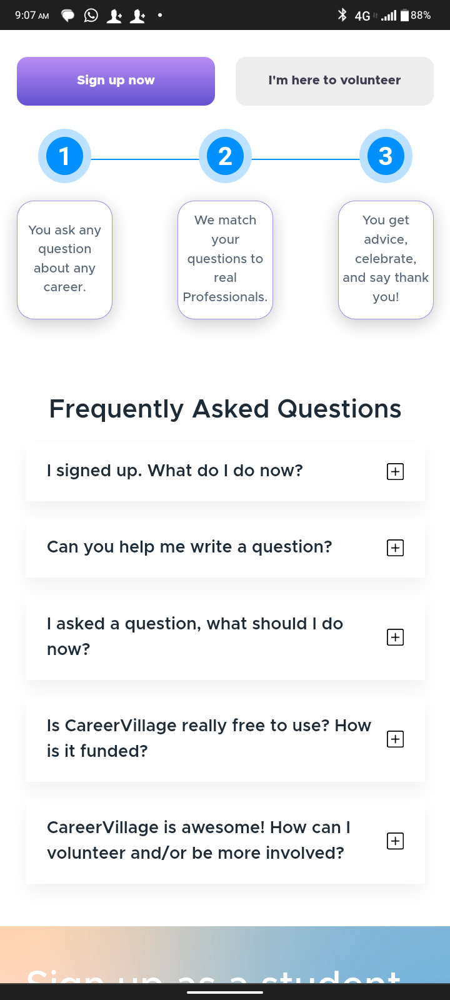 9:07 AM 4G 88%
Sign up now I'm here to volunteer
1 2 3
You ask any
question
about any
career.
We match
your
questions to
real
Professionals.
You get
advice,
celebrate,
and say thank
you!
Frequently Asked Questions
I signed up. What do I do now?
Can you help me write a question?
I asked a question, what should I do
now?
Is CareerVillage really free to use? How
is it funded?
CareerVillage is awesome! How can I
volunteer and/or be more involved?
Sign up as a student